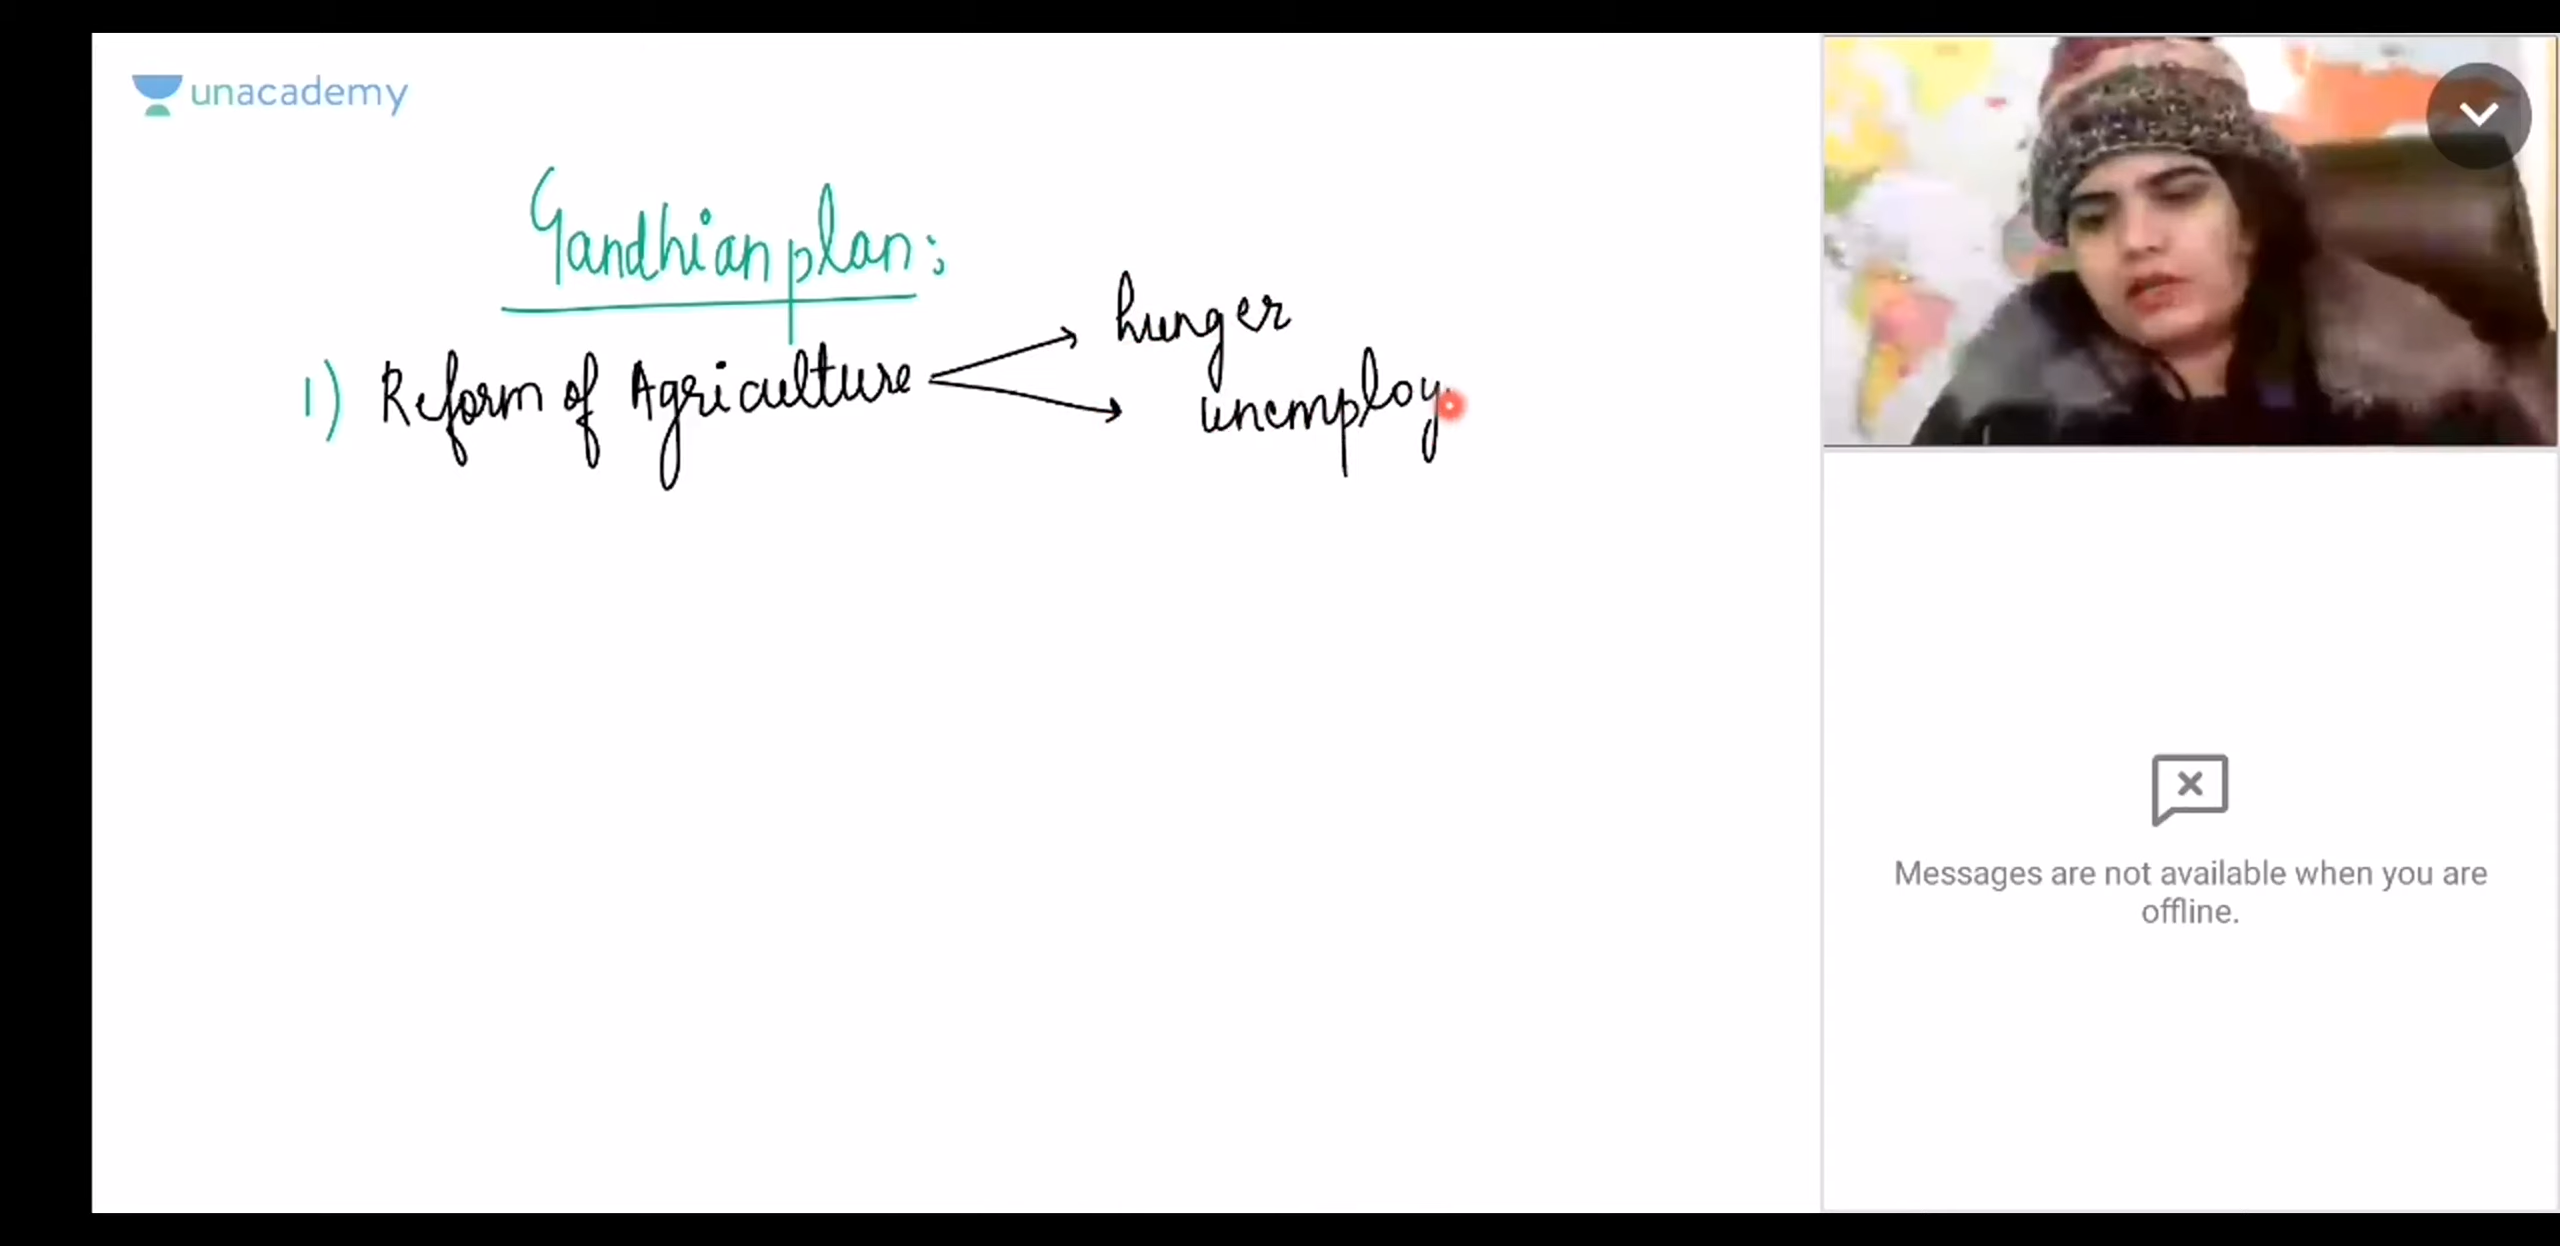 unacademy
Gandhian plan:
hunger
1) Reform of Agriculture
unemploy
Messages are not available when you are
offline.